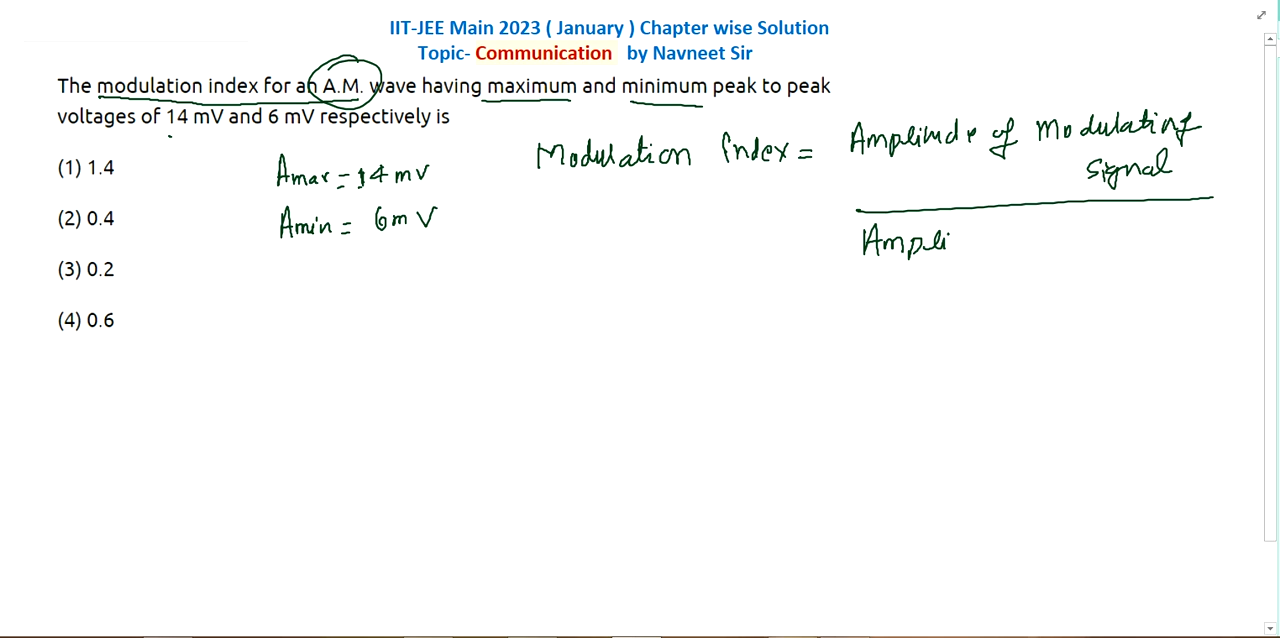 IIT-JEE Main 2023 ( January ) Chapter wise Solution
Topic- Communication by Navneet Sir
The modulation index for an A.M. wave having maximum and minimum peak to peak
voltages of 14 mV and 6 mV respectively is
(1) 1.4
(2) 0.4
(3) 0.2
(4) 0.6
Amax = 14 mV
Amin = 6m V
Modulation Index = Amplitude of Modulating
Signal
Ampli